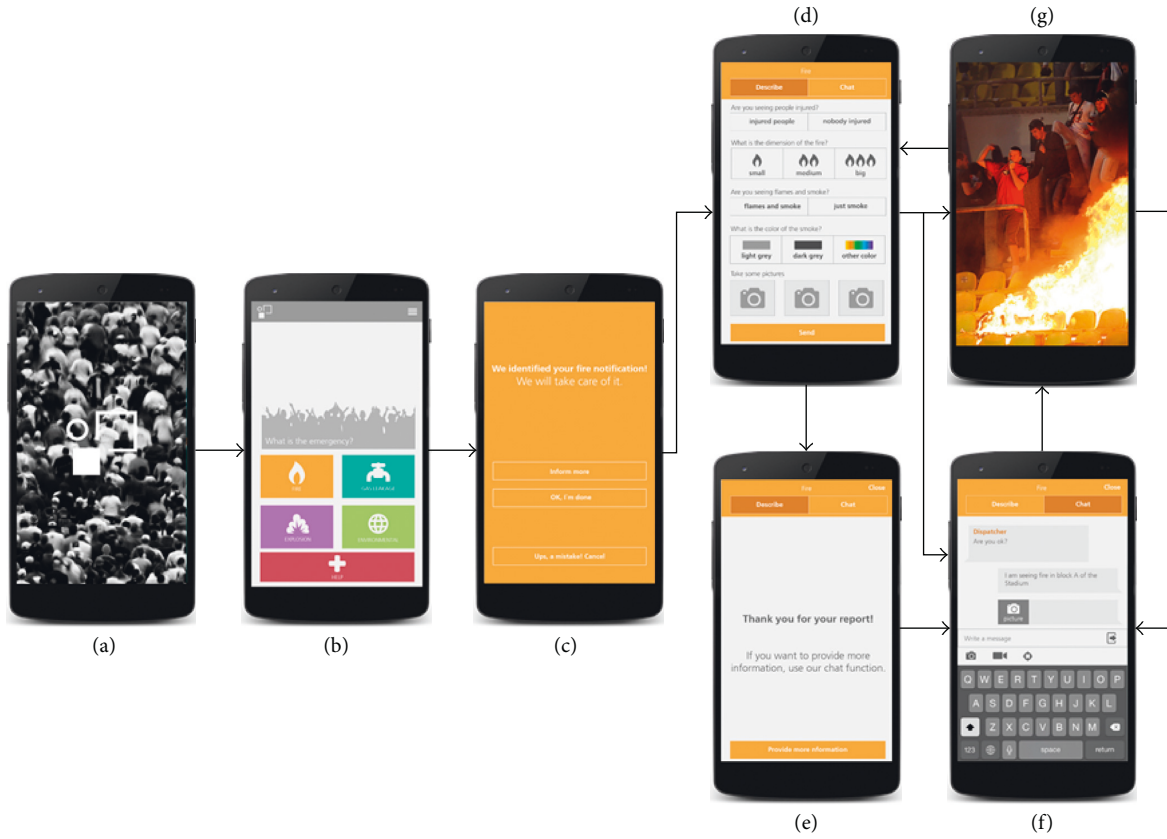 (d)
(g)
Fire
Describe
Chat
Are you seeing people injured?
injured people
nobody injured
What is the dimension of the fire?
small
medium
big
Are you seeing flames and smoke?
flames and smoke
just smoke
What is the color of the smoke?
light grey
dark grey
other color
Take some pictures
Send
What is the emergency?
FIRE
GAS LEAKAGE
EXPLOSION
ENVIRONMENTAL
HELP
We identified your fire notification!
We will take care of it.
Inform more
OK, I'm done
Ups, a mistake! Cancel
(a)
(b)
(c)
Fire
Close
Describe
Chat
Thank you for your report!
If you want to provide more
information, use our chat function.
Provide more information
Fire
Close
Describe
Chat
Dispatcher
Are you ok?
I am seeing fire in block A of the
Stadium
picture
Write a message
Q W E R T Y U I O P
A S D F G H J K L
Z X C V B N M
123
space
return
(e)
(f)